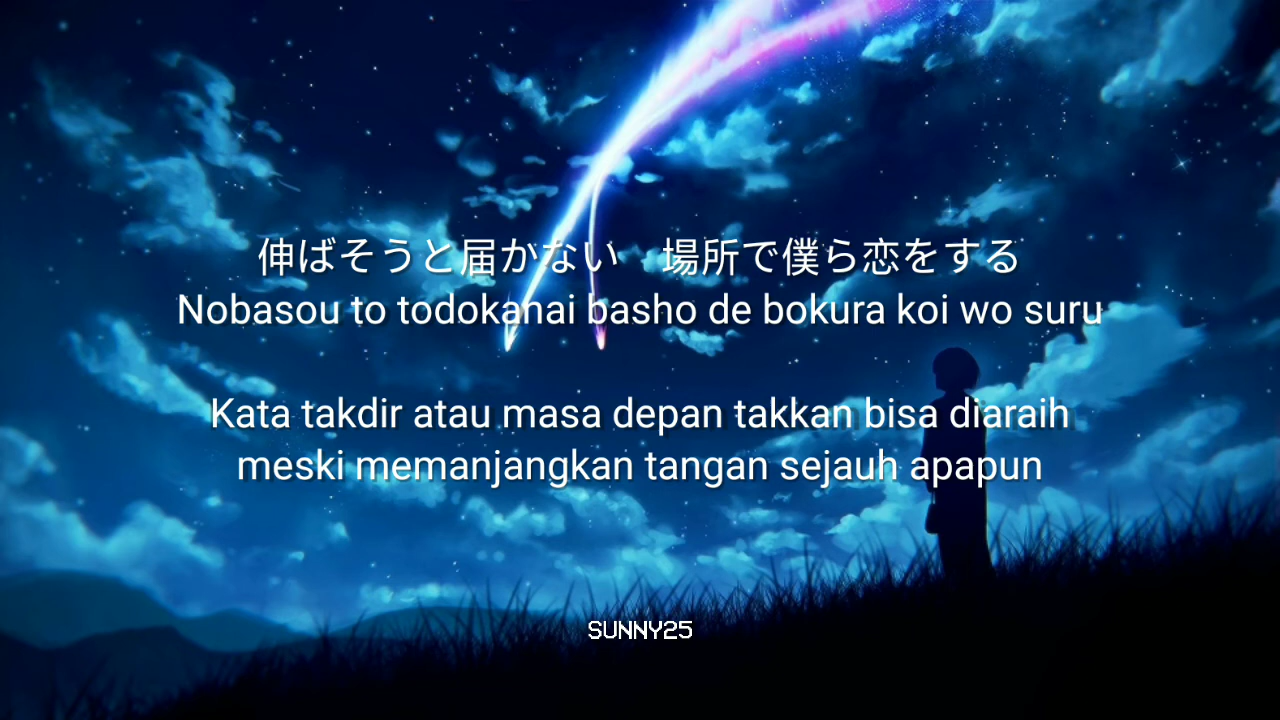 伸ばそうと届かない　場所で僕ら恋をする
Nobasou to todokanai basho de bokura koi wo suru
Kata takdir atau masa depan takkan bisa diaraih
meski memanjangkan tangan sejauh apapun
SUNNY25